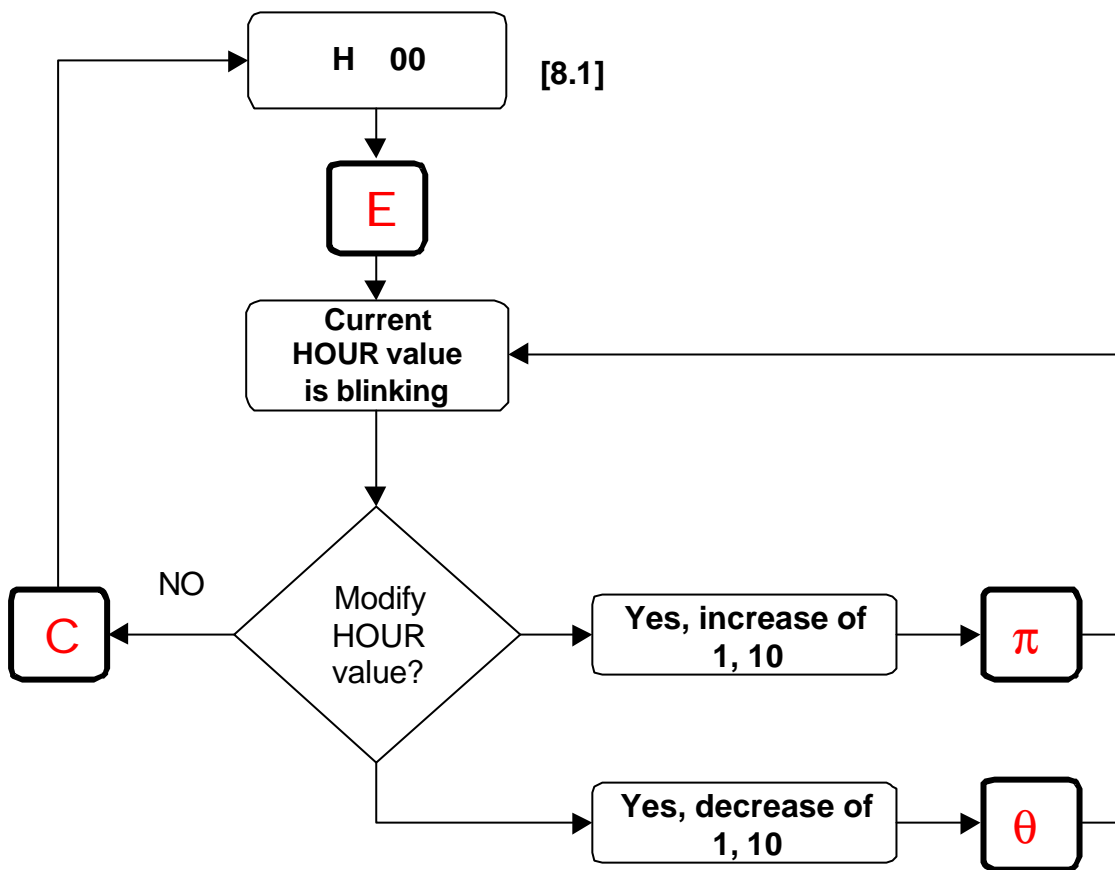 H 00
[8.1]
E
Current
HOUR value
is blinking
NO
Modify
HOUR
value?
C
Yes, increase of
1, 10
π
Yes, decrease of
1, 10
θ